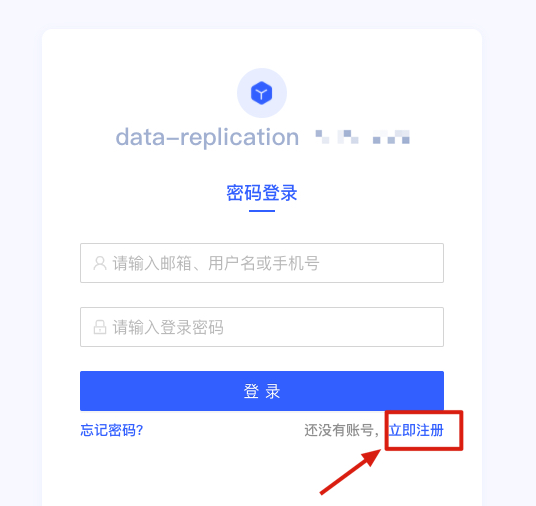 data-replication
密码登录
请输入邮箱、用户名或手机号
请输入登录密码
登 录
忘记密码? 还没有账号，立即注册